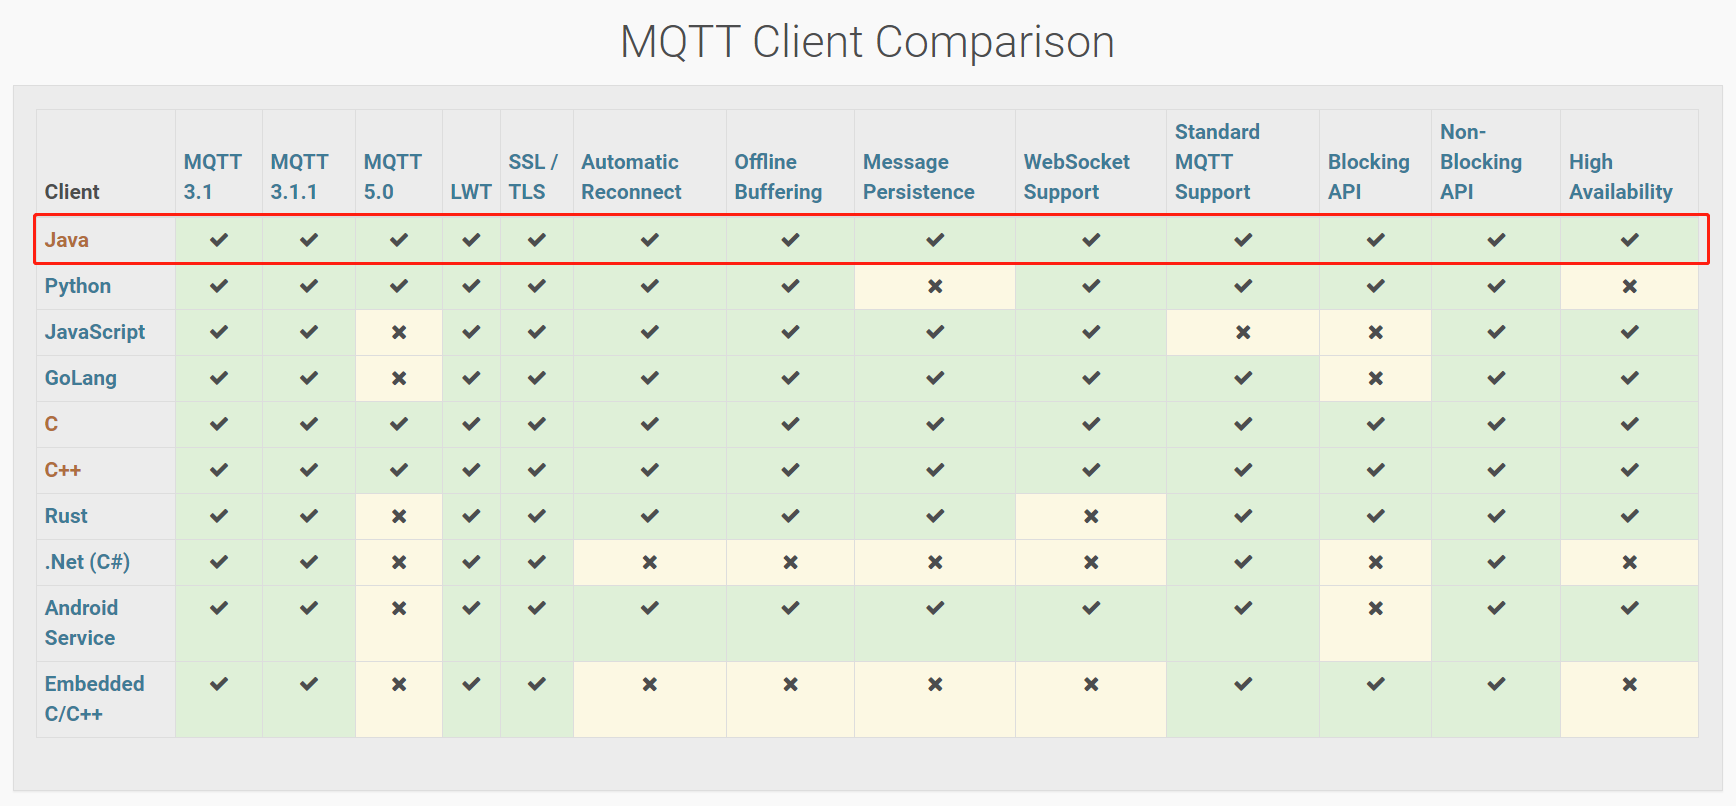 MQTT Client Comparison
Client MQTT 3.1 MQTT 3.1.1 MQTT 5.0 LWT SSL / TLS Automatic Reconnect Offline Buffering Message Persistence WebSocket Support Standard MQTT Support Blocking API Non-Blocking API High Availability
Java ✔ ✔ ✔ ✔ ✔ ✔ ✔ ✔ ✔ ✔ ✔ ✔ ✔
Python ✔ ✔ ✔ ✔ ✔ ✔ ✔ ✖ ✔ ✔ ✔ ✔ ✖
JavaScript ✔ ✔ ✖ ✔ ✔ ✔ ✔ ✔ ✔ ✖ ✖ ✔ ✔
GoLang ✔ ✔ ✖ ✔ ✔ ✔ ✔ ✔ ✔ ✔ ✖ ✔ ✔
C ✔ ✔ ✔ ✔ ✔ ✔ ✔ ✔ ✔ ✔ ✔ ✔ ✔
C++ ✔ ✔ ✔ ✔ ✔ ✔ ✔ ✔ ✔ ✔ ✔ ✔ ✔
Rust ✔ ✔ ✖ ✔ ✔ ✔ ✔ ✔ ✖ ✔ ✔ ✔ ✔
.Net (C#) ✔ ✔ ✖ ✔ ✔ ✖ ✖ ✖ ✖ ✔ ✖ ✔ ✖
Android Service ✔ ✔ ✖ ✔ ✔ ✔ ✔ ✔ ✔ ✔ ✖ ✔ ✔
Embedded C/C++ ✔ ✔ ✖ ✔ ✔ ✖ ✖ ✖ ✖ ✔ ✔ ✔ ✖